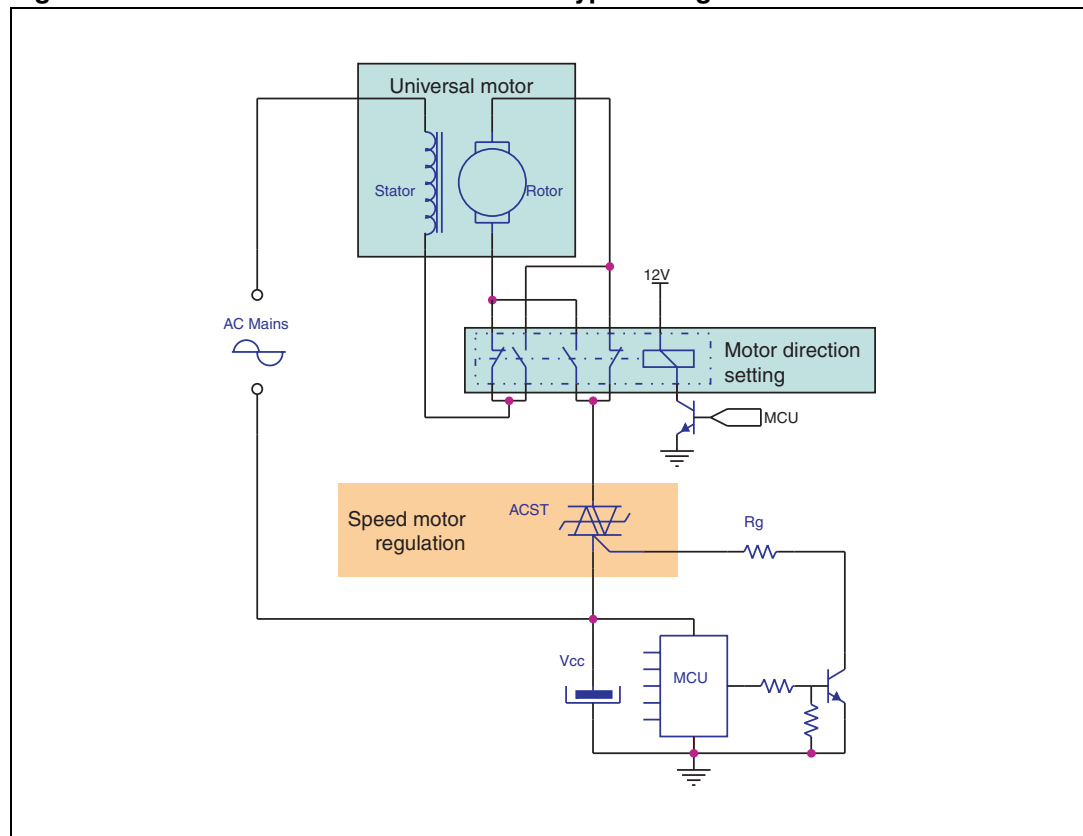 Universal motor
Stator
Rotor
12V
AC Mains
Motor direction
setting
MCU
ACST
Speed motor
regulation
Rg
Vcc
MCU